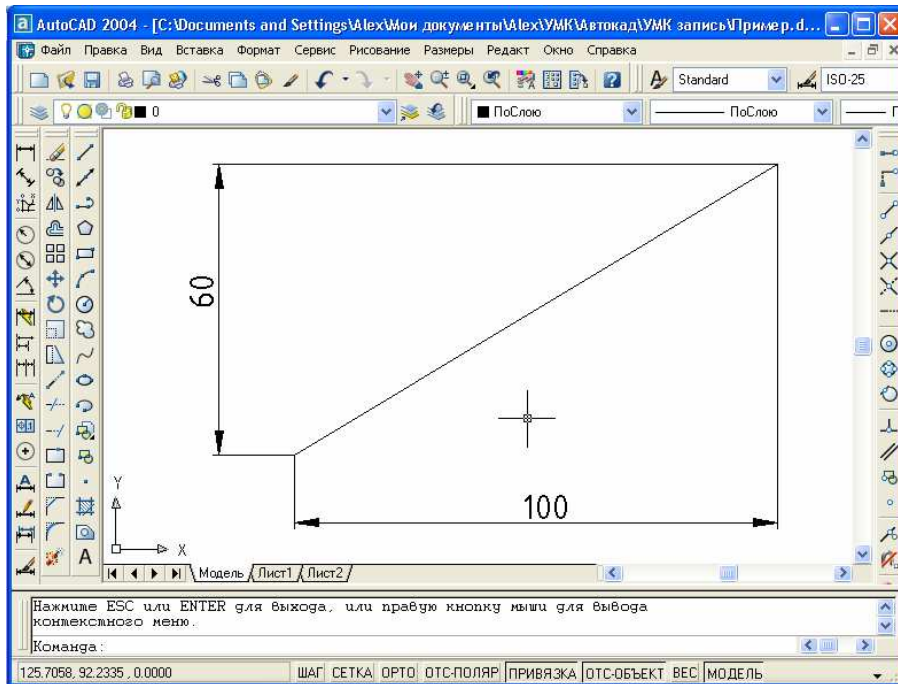 AutoCAD 2004 - [C:\Documents and Settings\Alex\Мои документы\Alex\УМК\Автокад\УМК запись\Пример.d...
Файл Правка Вид Вставка Формат Сервис Рисование Размеры Редакт Окно Справка
Standard ISO-25
0 ПоСлою ПоСлою
60
100
Y
X
A
Модель Лист1 Лист2
Нажмите ESC или ENTER для выхода, или правую кнопку мыши для вывода
контекстного меню.
Команда:
125.7058, 92.2335 , 0.0000 ШАГ СЕТКА ОРТО ОТС-ПОЛЯР ПРИВЯЗКА ОТС-ОБЪЕКТ ВЕС МОДЕЛЬ